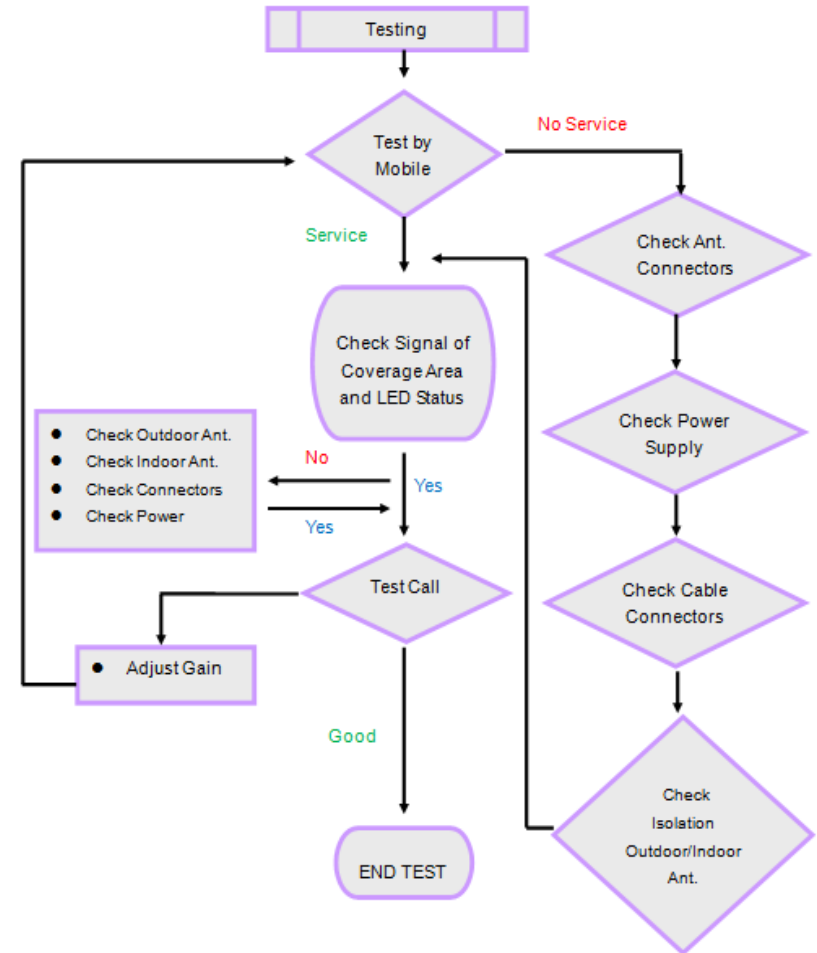 Testing
No Service
Test by
Mobile
Service
Check Ant.
Connectors
Check Signal of
Coverage Area
and LED Status
Check Power
Supply
● Check Outdoor Ant.
● Check Indoor Ant.
● Check Connectors
● Check Power
No
Yes
Yes
Test Call
Check Cable
Connectors
● Adjust Gain
Good
Check
Isolation
Outdoor/Indoor
Ant.
END TEST